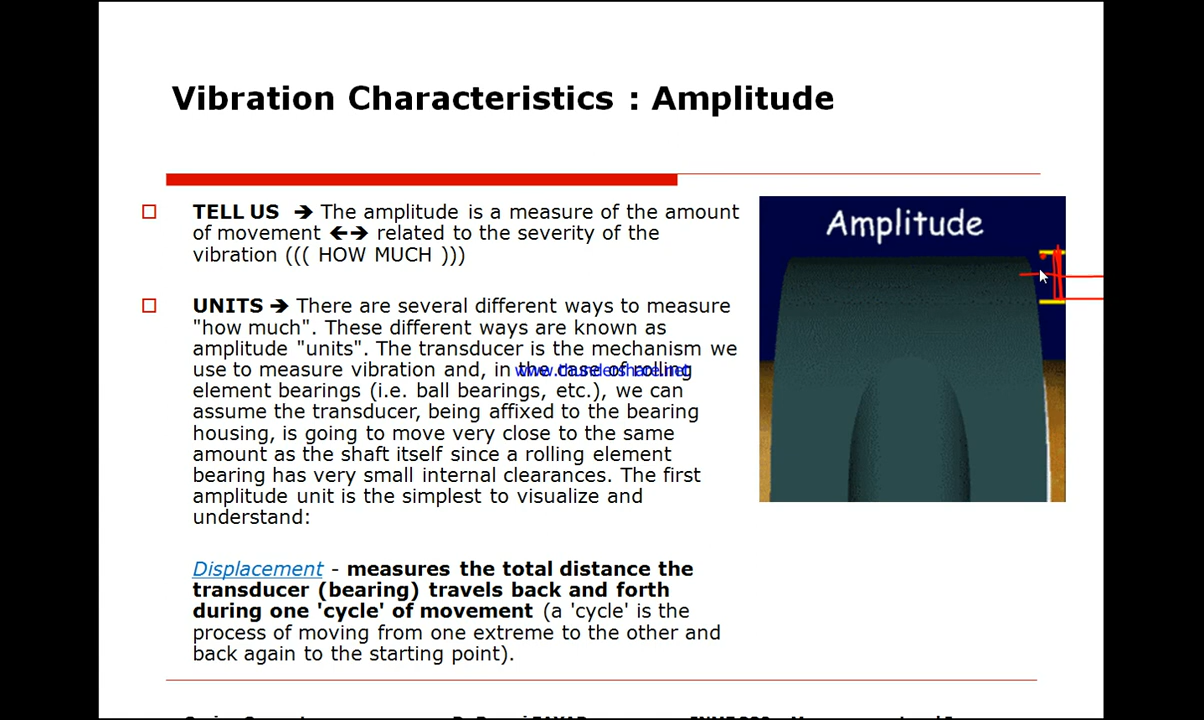 Vibration Characteristics : Amplitude
TELL US ➔ The amplitude is a measure of the amount
of movement 🡰➔ related to the severity of the
vibration ((( HOW MUCH )))
Amplitude
UNITS ➔ There are several different ways to measure
"how much". These different ways are known as
amplitude "units". The transducer is the mechanism we
use to measure vibration and, in the case of rolling
www.thundershare.net
element bearings (i.e. ball bearings, etc.), we can
assume the transducer, being affixed to the bearing
housing, is going to move very close to the same
amount as the shaft itself since a rolling element
bearing has very small internal clearances. The first
amplitude unit is the simplest to visualize and
understand:
Displacement - measures the total distance the
transducer (bearing) travels back and forth
during one 'cycle' of movement (a 'cycle' is the
process of moving from one extreme to the other and
back again to the starting point).